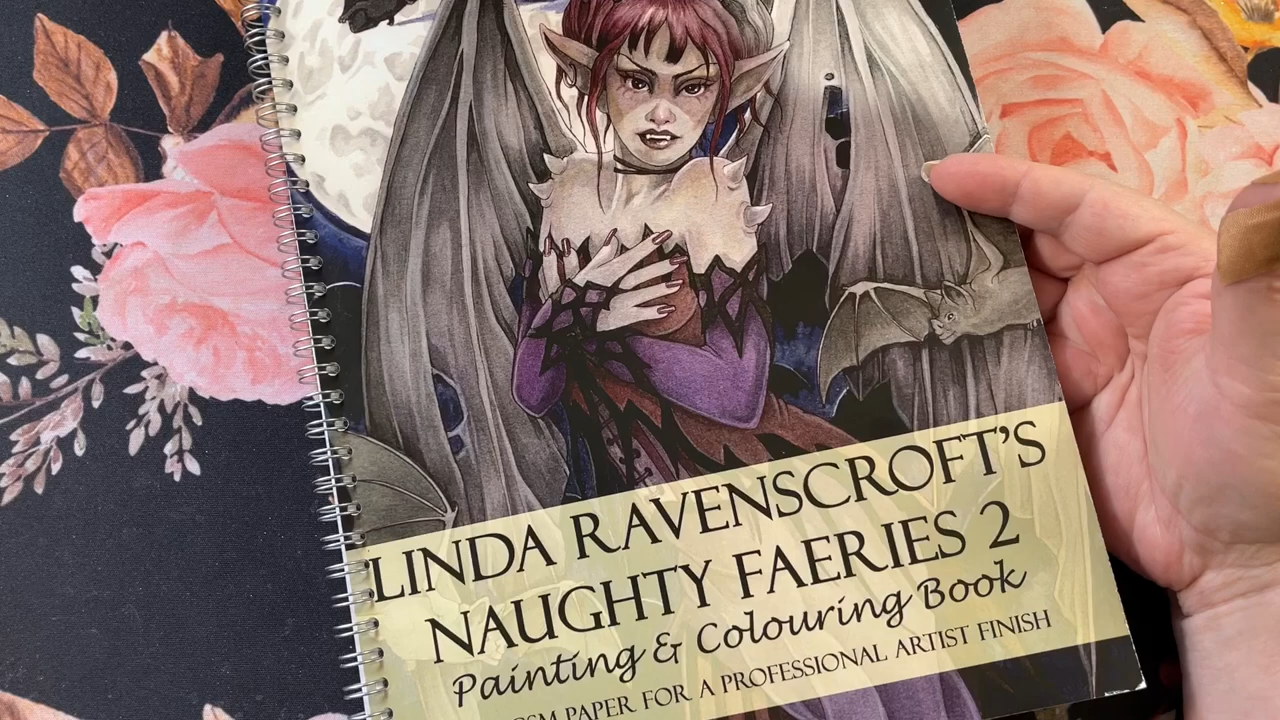 LINDA RAVENSCROFT'S
NAUGHTY FAERIES 2
Painting & Colouring Book
PAPER FOR A PROFESSIONAL ARTIST FINISH